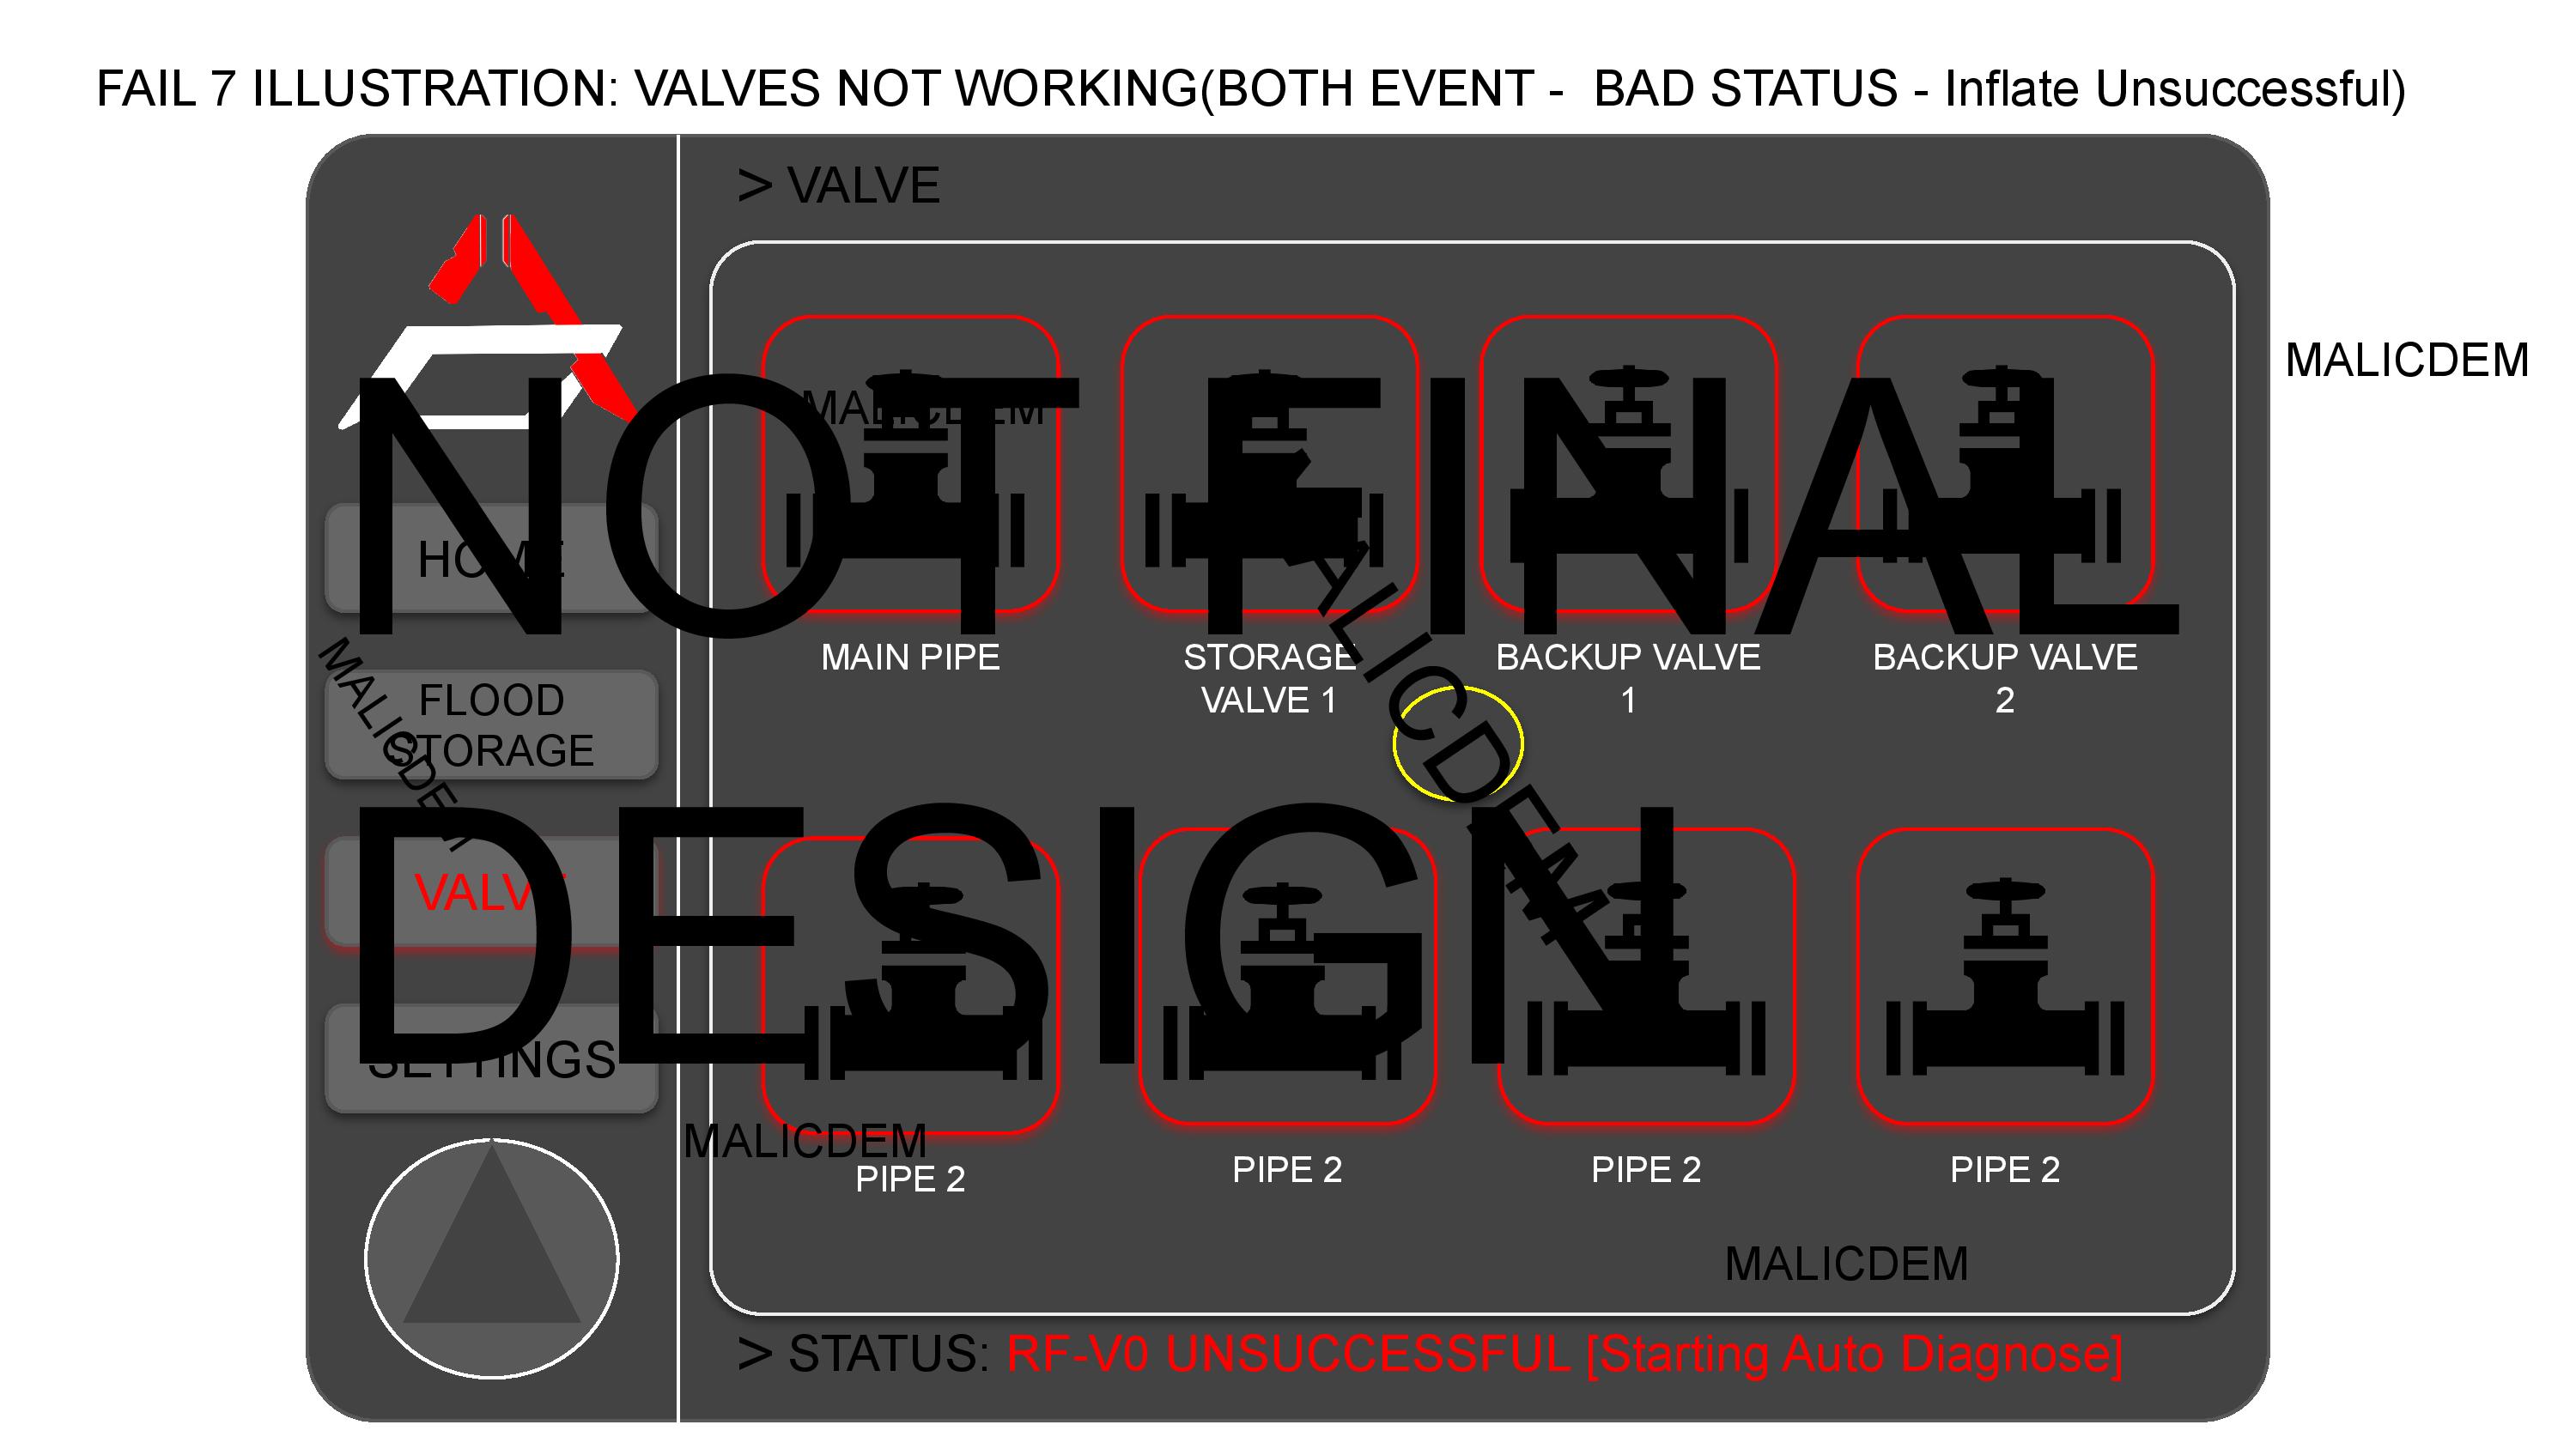 FAIL 7 ILLUSTRATION: VALVES NOT WORKING(BOTH EVENT -  BAD STATUS - Inflate Unsuccessful)
> VALVE
MALICDEM
MALICDEM
NOT FINAL
DESIGN
HOME
FLOOD
STORAGE
VALVE
SETTINGS
MALICDEM
MAIN PIPE
STORAGE
VALVE 1
BACKUP VALVE
1
BACKUP VALVE
2
MALICDEM
MALICDEM
PIPE 2
PIPE 2
PIPE 2
PIPE 2
MALICDEM
> STATUS: RF-V0 UNSUCCESSFUL [Starting Auto Diagnose]